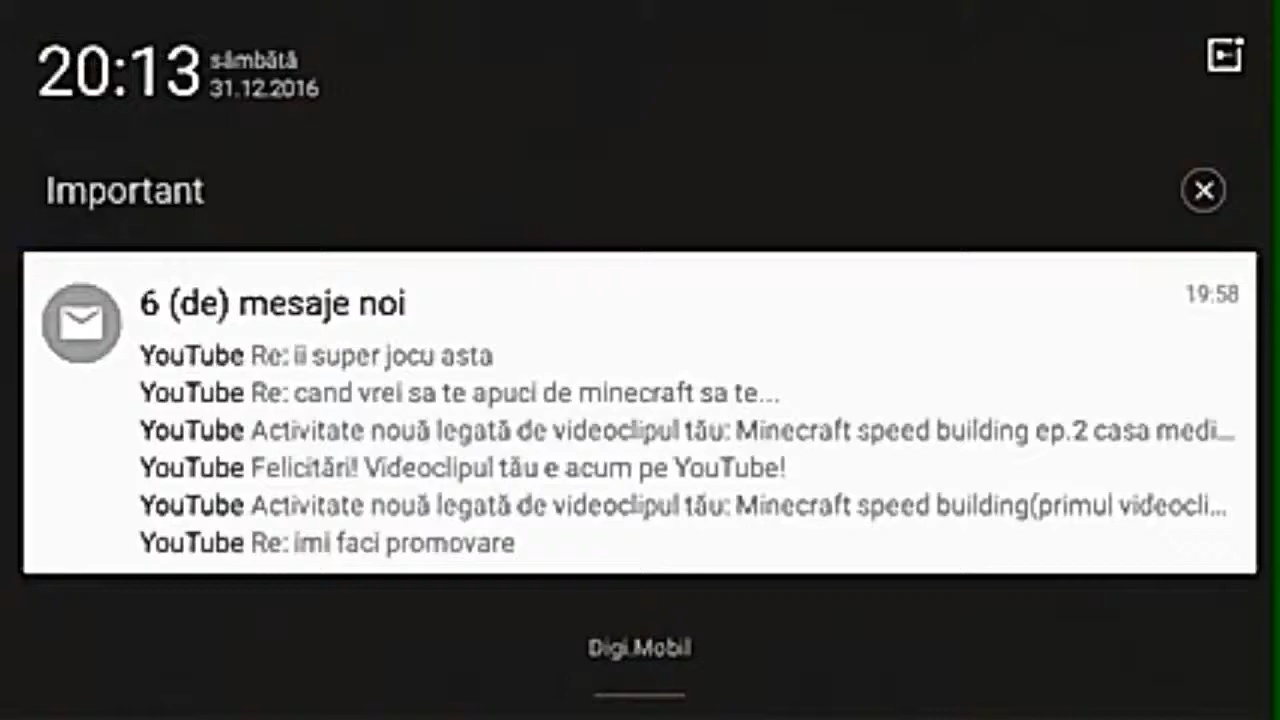 20:13
sâmbătă
31.12.2016
Important
6 (de) mesaje noi
19:58
YouTube Re: ii super jocu asta
YouTube Re: cand vrei sa te apuci de minecraft sa te...
YouTube Activitate nouă legată de videoclipul tău: Minecraft speed building ep.2 casa medi...
YouTube Felicitări! Videoclipul tău e acum pe YouTube!
YouTube Activitate nouă legată de videoclipul tău: Minecraft speed building(primul videocli...
YouTube Re: imi faci promovare
Digi.Mobil